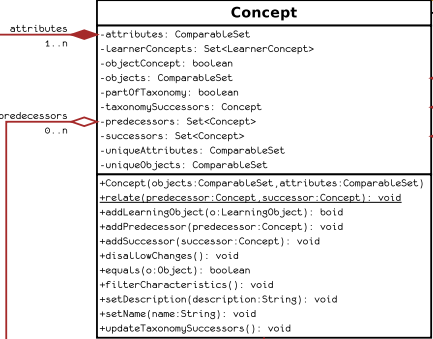 Concept
attributes
1..n
-attributes: ComparableSet
-LearnerConcepts: Set<LearnerConcept>
-objectConcept: boolean
-objects: ComparableSet
-partOfTaxonomy: boolean
-taxonomySuccessors: Concept
predecessors
0..n
-predecessors: Set<Concept>
-successors: Set<Concept>
-uniqueAttributes: ComparableSet
-uniqueObjects: ComparableSet
+Concept(objects:ComparableSet,attributes:ComparableSet)
+relate(predecessor:Concept,successor:Concept): void
+addLearningObject(o:LearningObject): boid
+addPredecessor(predecessor:Concept): void
+addSuccessor(successor:Concept): void
+disallowChanges(): void
+equals(o:Object): boolean
+filterCharacteristics(): void
+setDescription(description:String): void
+setName(name:String): void
+updateTaxonomySuccessors(): void